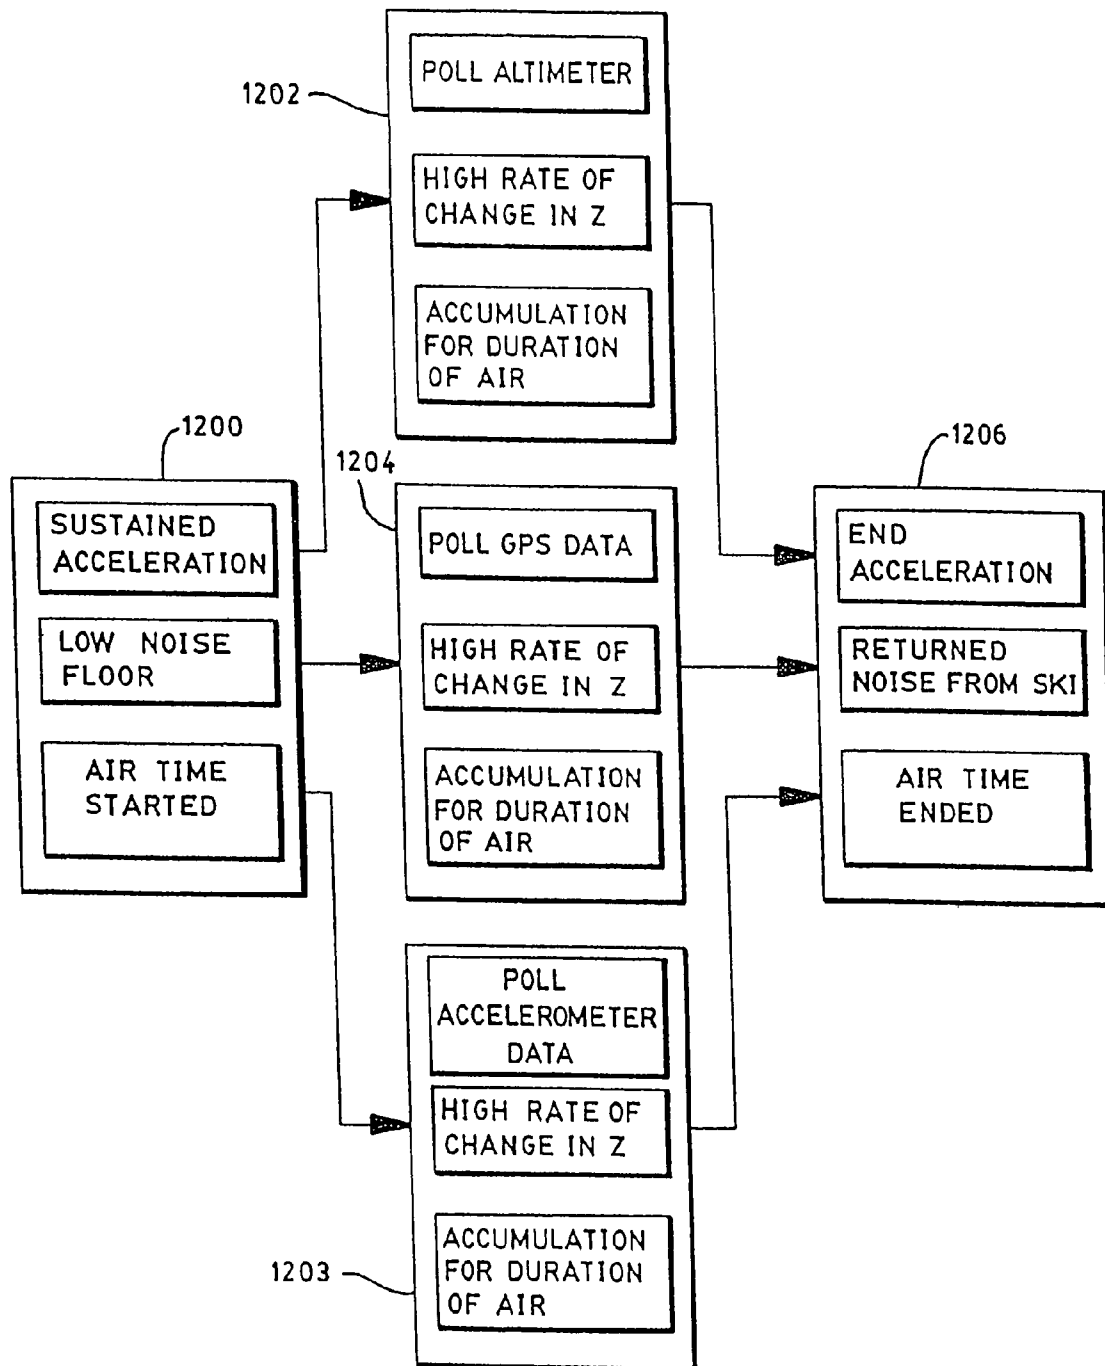 1202
POLL ALTIMETER
HIGH RATE OF
CHANGE IN Z
ACCUMULATION
FOR DURATION
OF AIR
1200
SUSTAINED
ACCELERATION
LOW NOISE
FLOOR
AIR TIME
STARTED
1204
POLL GPS DATA
HIGH RATE OF
CHANGE IN Z
ACCUMULATION
FOR DURATION
OF AIR
1203
POLL
ACCELEROMETER
DATA
HIGH RATE OF
CHANGE IN Z
ACCUMULATION
FOR DURATION
OF AIR
1206
END
ACCELERATION
RETURNED
NOISE FROM SKI
AIR TIME
ENDED